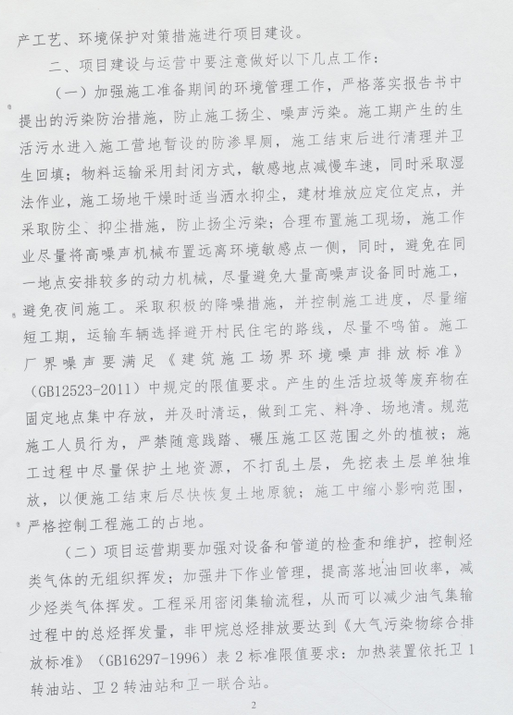 产工艺、环境保护对策措施进行项目建设。
二、项目建设与运营中要注意做好以下几点工作：
（一）加强施工准备期间的环境管理工作，严格落实报告书中
提出的污染防治措施，防止施工扬尘、噪声污染。施工期产生的生
活污水进入施工营地暂设的防渗旱厕，施工结束后进行清理并卫
生回填；物料运输采用封闭方式，敏感地点减慢车速，同时采取湿
法作业，施工场地干燥时适当洒水抑尘，建材堆放应定位定点，并
采取防尘、抑尘措施，防止扬尘污染；合理布置施工现场，施工作
业尽量将高噪声机械布置远离环境敏感点一侧，同时，避免在同
一地点安排较多的动力机械，尽量避免大量高噪声设备同时施工，
避免夜间施工。采取积极的降噪措施，并控制施工进度，尽量缩
短工期，运输车辆选择避开村民住宅的路线，尽量不鸣笛。施工
厂界噪声要满足《建筑施工场界环境噪声排放标准》
（GB12523-2011）中规定的限值要求。产生的生活垃圾等废弃物在
固定地点集中存放，并及时清运，做到工完、料净、场地清。规范
施工人员行为，严禁随意践踏、碾压施工区范围之外的植被；施
工过程中尽量保护土地资源，不打乱土层，先挖表土层单独堆
放，以便施工结束后尽快恢复土地原貌；施工中缩小影响范围，
严格控制工程施工的占地。
（二）项目运营期要加强对设备和管道的检查和维护，控制烃
类气体的无组织挥发；加强井下作业管理，提高落地油回收率，减
少烃类气体挥发。工程采用密闭集输流程，从而可以减少油气集输
过程中的总烃挥发量，非甲烷总烃排放要达到《大气污染物综合排
放标准》（GB16297-1996）表2标准限值要求：加热装置依托卫1
转油站、卫2转油站和卫一联合站。
2